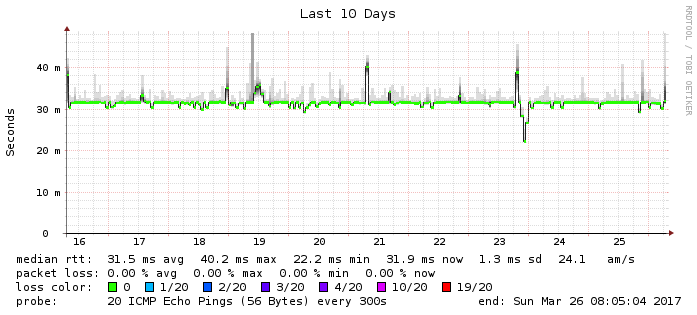 Last 10 Days
RRDTOOL / TOBI OETIKER
Seconds
40 m
30 m
20 m
10 m
0
16 17 18 19 20 21 22 23 24 25
median rtt: 31.5 ms avg 40.2 ms max 22.2 ms min 31.9 ms now 1.3 ms sd 24.1 am/s
packet loss: 0.00 % avg 0.00 % max 0.00 % min 0.00 % now
loss color: 0 1/20 2/20 3/20 4/20 10/20 19/20
probe: 20 ICMP Echo Pings (56 Bytes) every 300s end: Sun Mar 26 08:05:04 2017